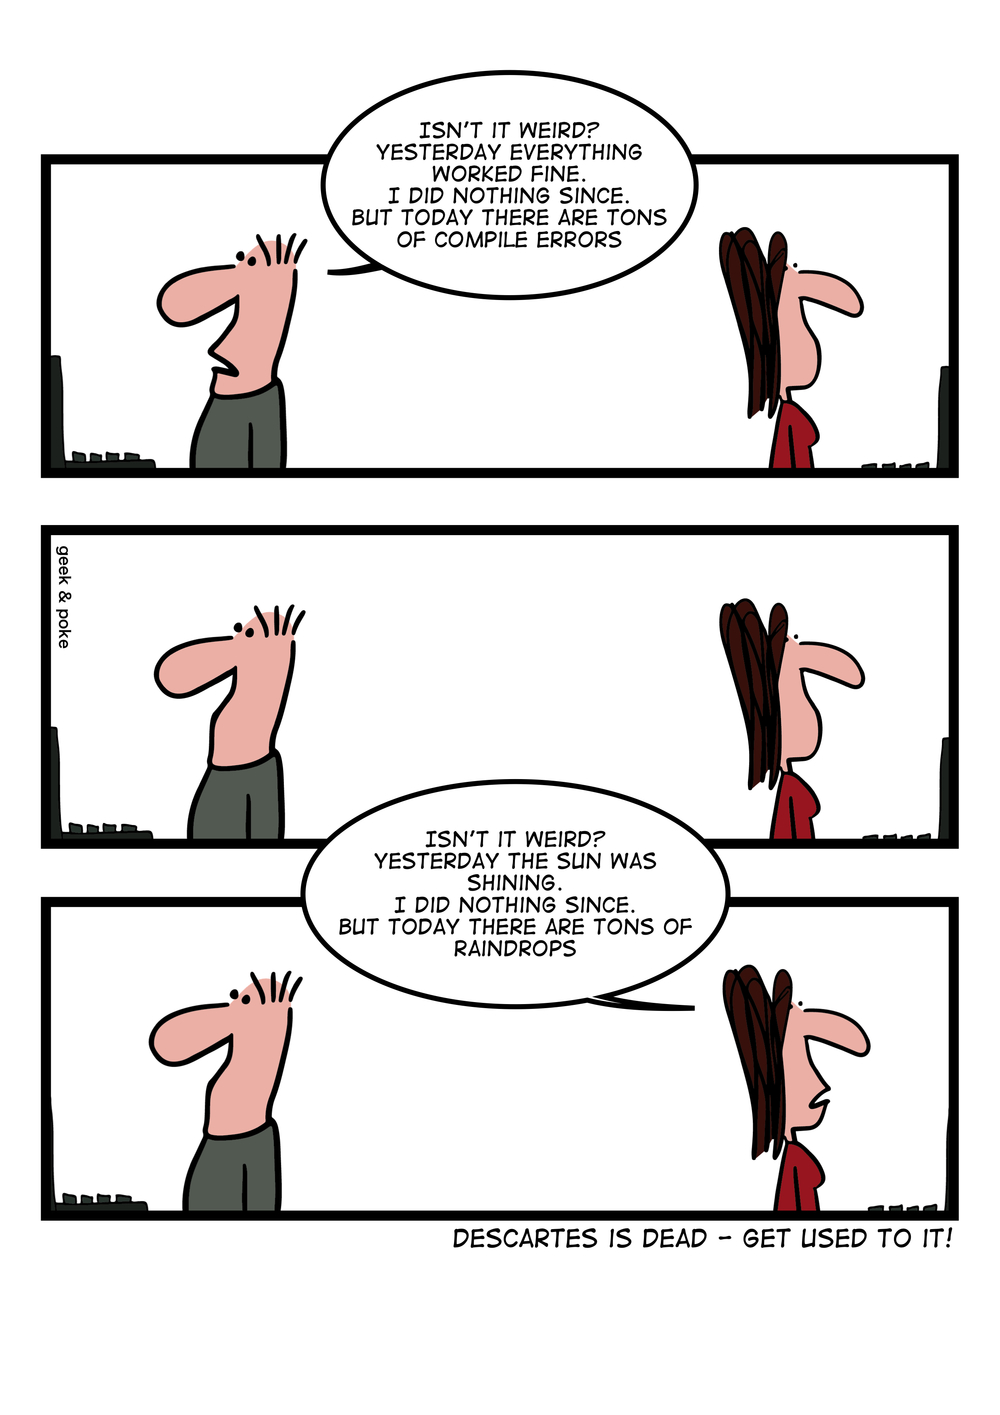 ISN'T IT WEIRD?
YESTERDAY EVERYTHING
WORKED FINE.
I DID NOTHING SINCE.
BUT TODAY THERE ARE TONS
OF COMPILE ERRORS
geek & poke
ISN'T IT WEIRD?
YESTERDAY THE SUN WAS
SHINING.
I DID NOTHING SINCE.
BUT TODAY THERE ARE TONS OF
RAINDROPS
DESCARTES IS DEAD - GET USED TO IT!